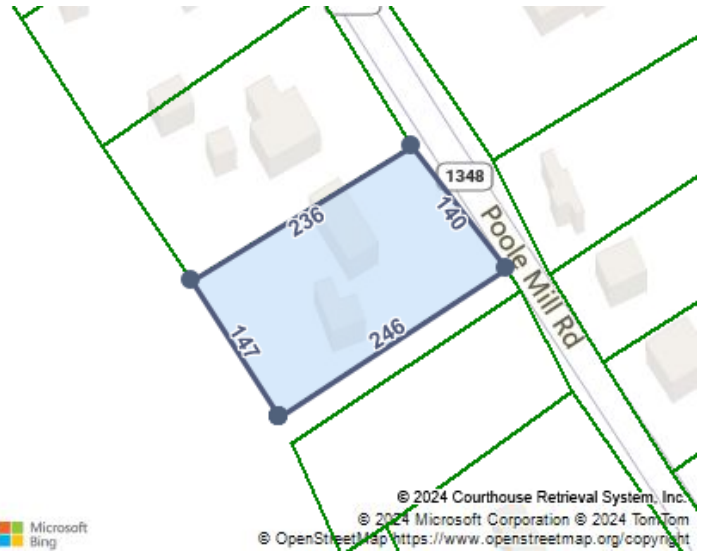 1348
236
140
Poole Mill Rd
147
246
© 2024 Courthouse Retrieval System, Inc.
© 2024 Microsoft Corporation © 2024 TomTom
Microsoft
Bing
© OpenStreetMap https://www.openstreetmap.org/copyright